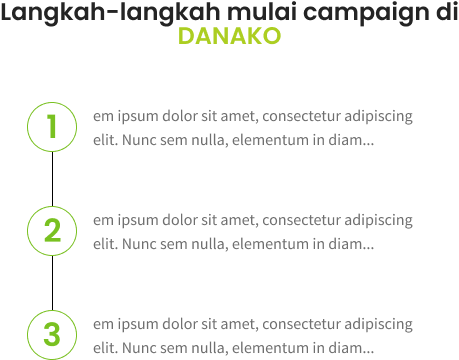 Langkah-langkah mulai campaign di
DANAKO
1
em ipsum dolor sit amet, consectetur adipiscing
elit. Nunc sem nulla, elementum in diam...
2
em ipsum dolor sit amet, consectetur adipiscing
elit. Nunc sem nulla, elementum in diam...
3
em ipsum dolor sit amet, consectetur adipiscing
elit. Nunc sem nulla, elementum in diam...